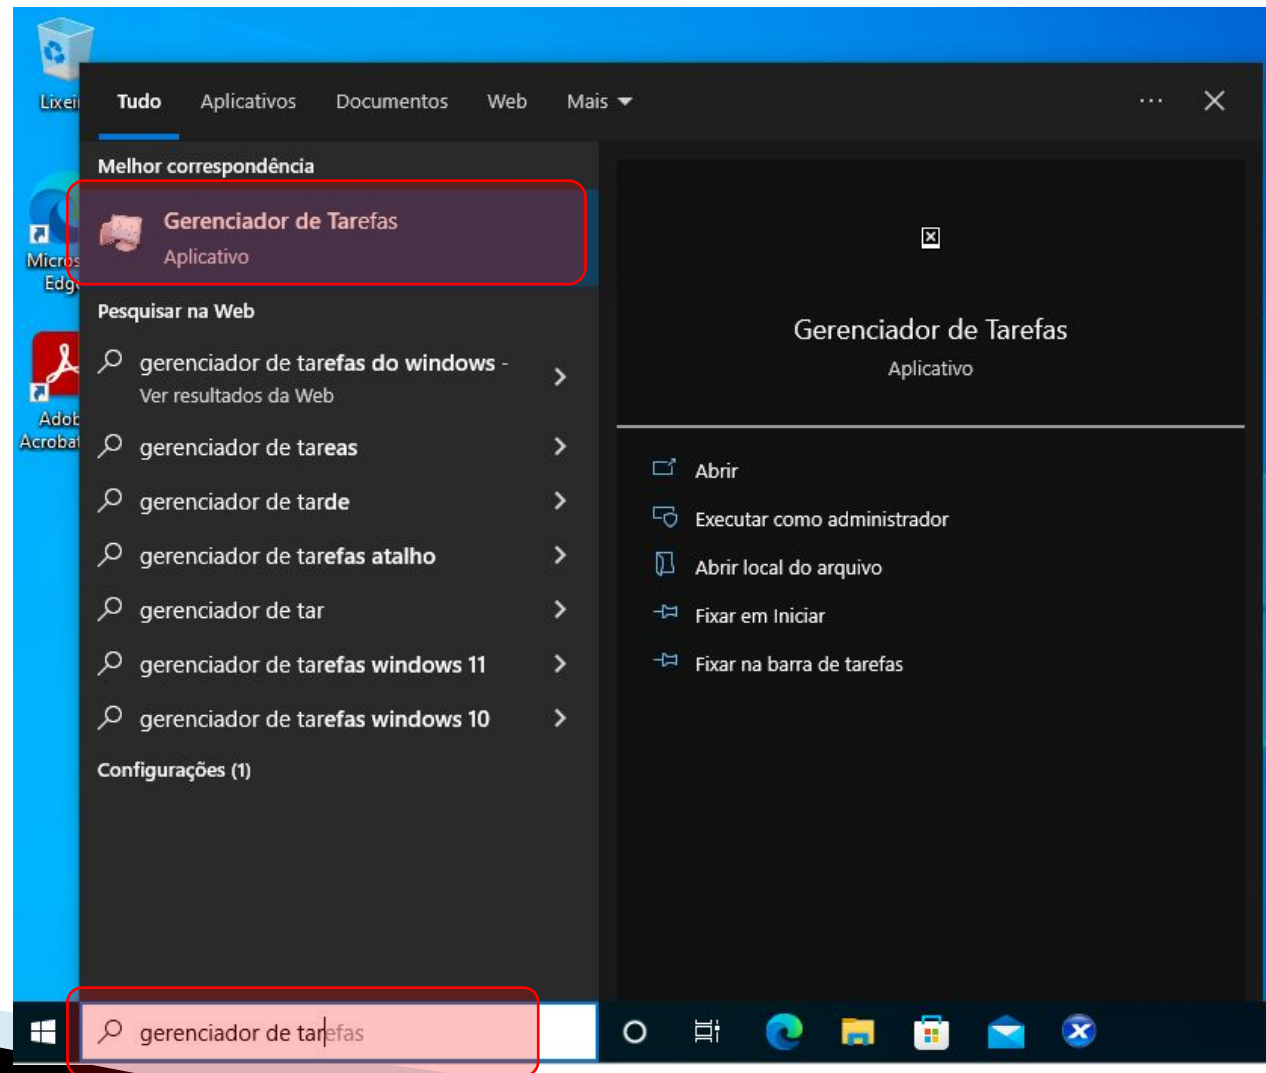 Lixei
Tudo Aplicativos Documentos Web Mais
Melhor correspondência
Gerenciador de Tarefas
Aplicativo
Micros
Edge
Pesquisar na Web
gerenciador de tarefas do windows -
Ver resultados da Web
Adob
Acrobat
gerenciador de tareas
gerenciador de tarde
gerenciador de tarefas atalho
gerenciador de tar
gerenciador de tarefas windows 11
gerenciador de tarefas windows 10
Configurações (1)
Gerenciador de Tarefas
Aplicativo
Abrir
Executar como administrador
Abrir local do arquivo
Fixar em Iniciar
Fixar na barra de tarefas
gerenciador de tarefas